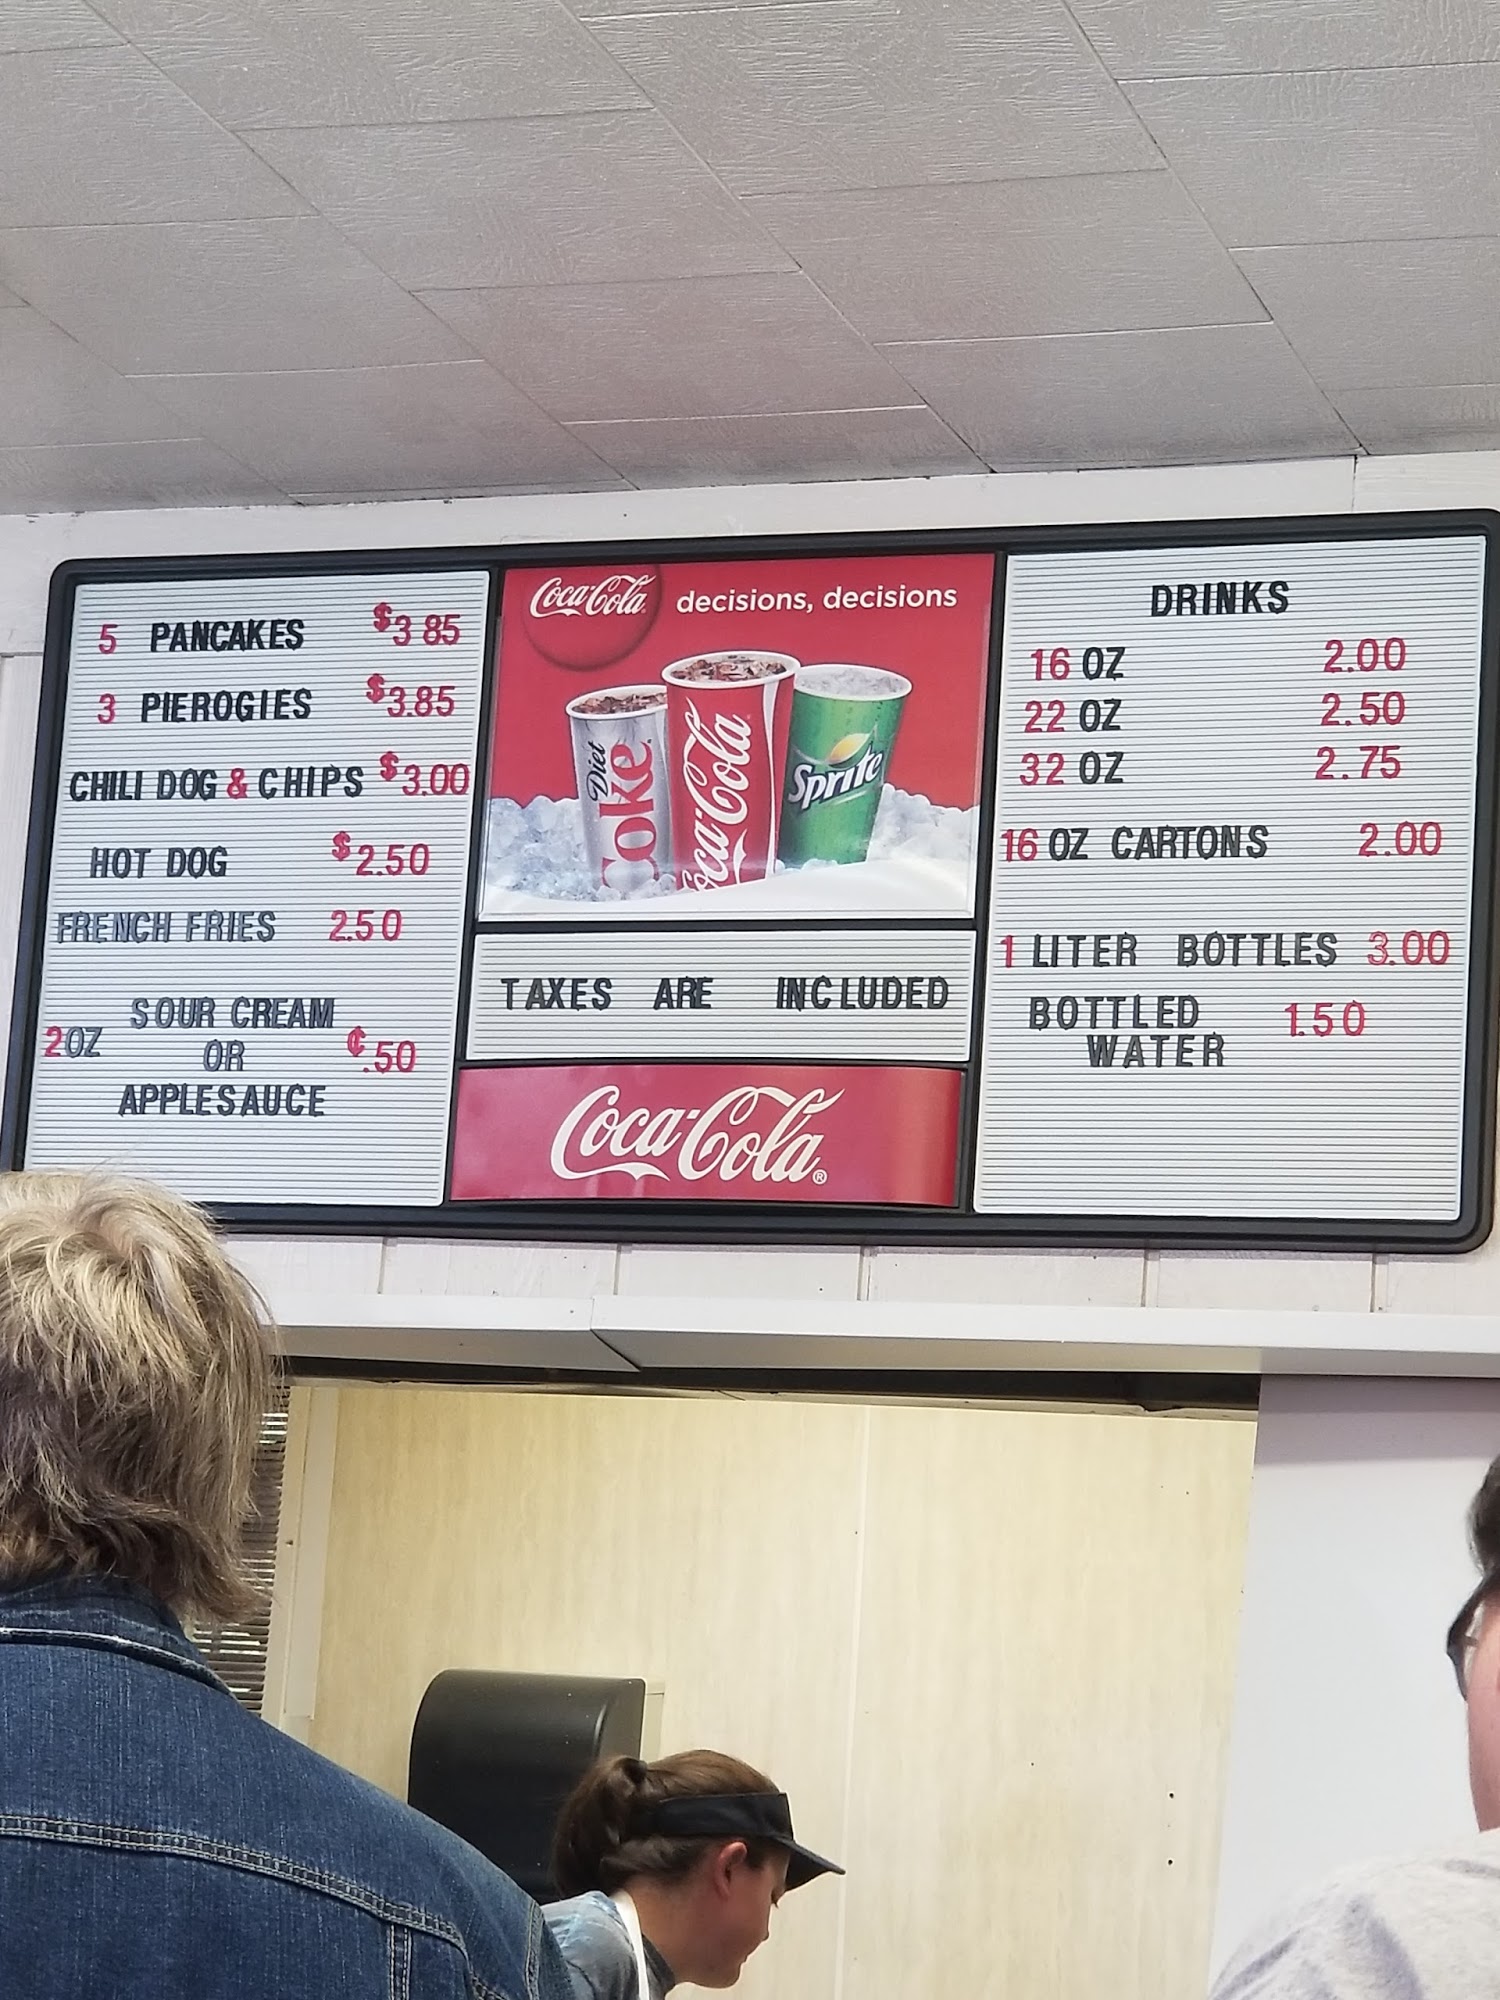 5 PANCAKES $3 85
3 PIEROGIES $3.85
CHILI DOG & CHIPS $3.00
HOT DOG $2.50
FRENCH FRIES 2.50
SOUR CREAM
2OZ OR ¢.50
APPLESAUCE
Coca-Cola decisions, decisions
Diet Coke
Coca-Cola
Sprite
TAXES ARE INCLUDED
Coca-Cola®
DRINKS
16 OZ 2.00
22 OZ 2.50
32 OZ 2.75
16 OZ CARTONS 2.00
1 LITER BOTTLES 3.00
BOTTLED 1.50
WATER